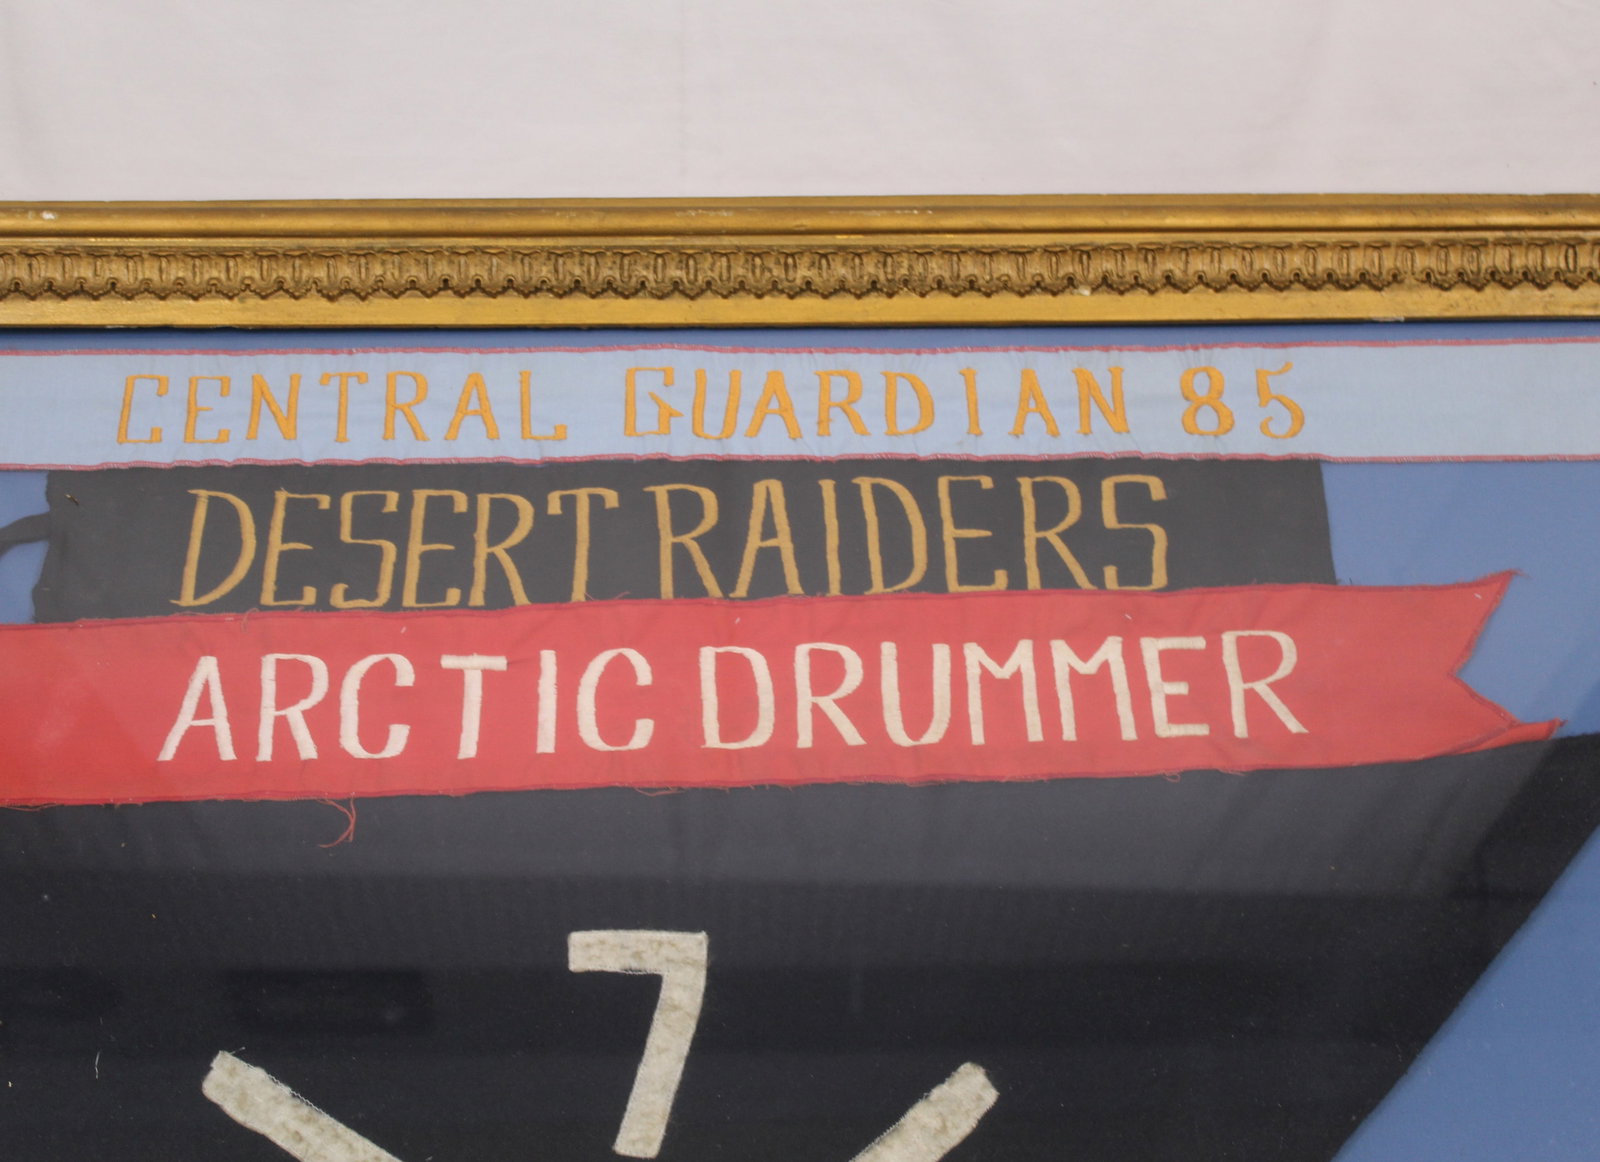 CENTRAL GUARDIAN 85
DESERT RAIDERS
ARCTIC DRUMMER
7